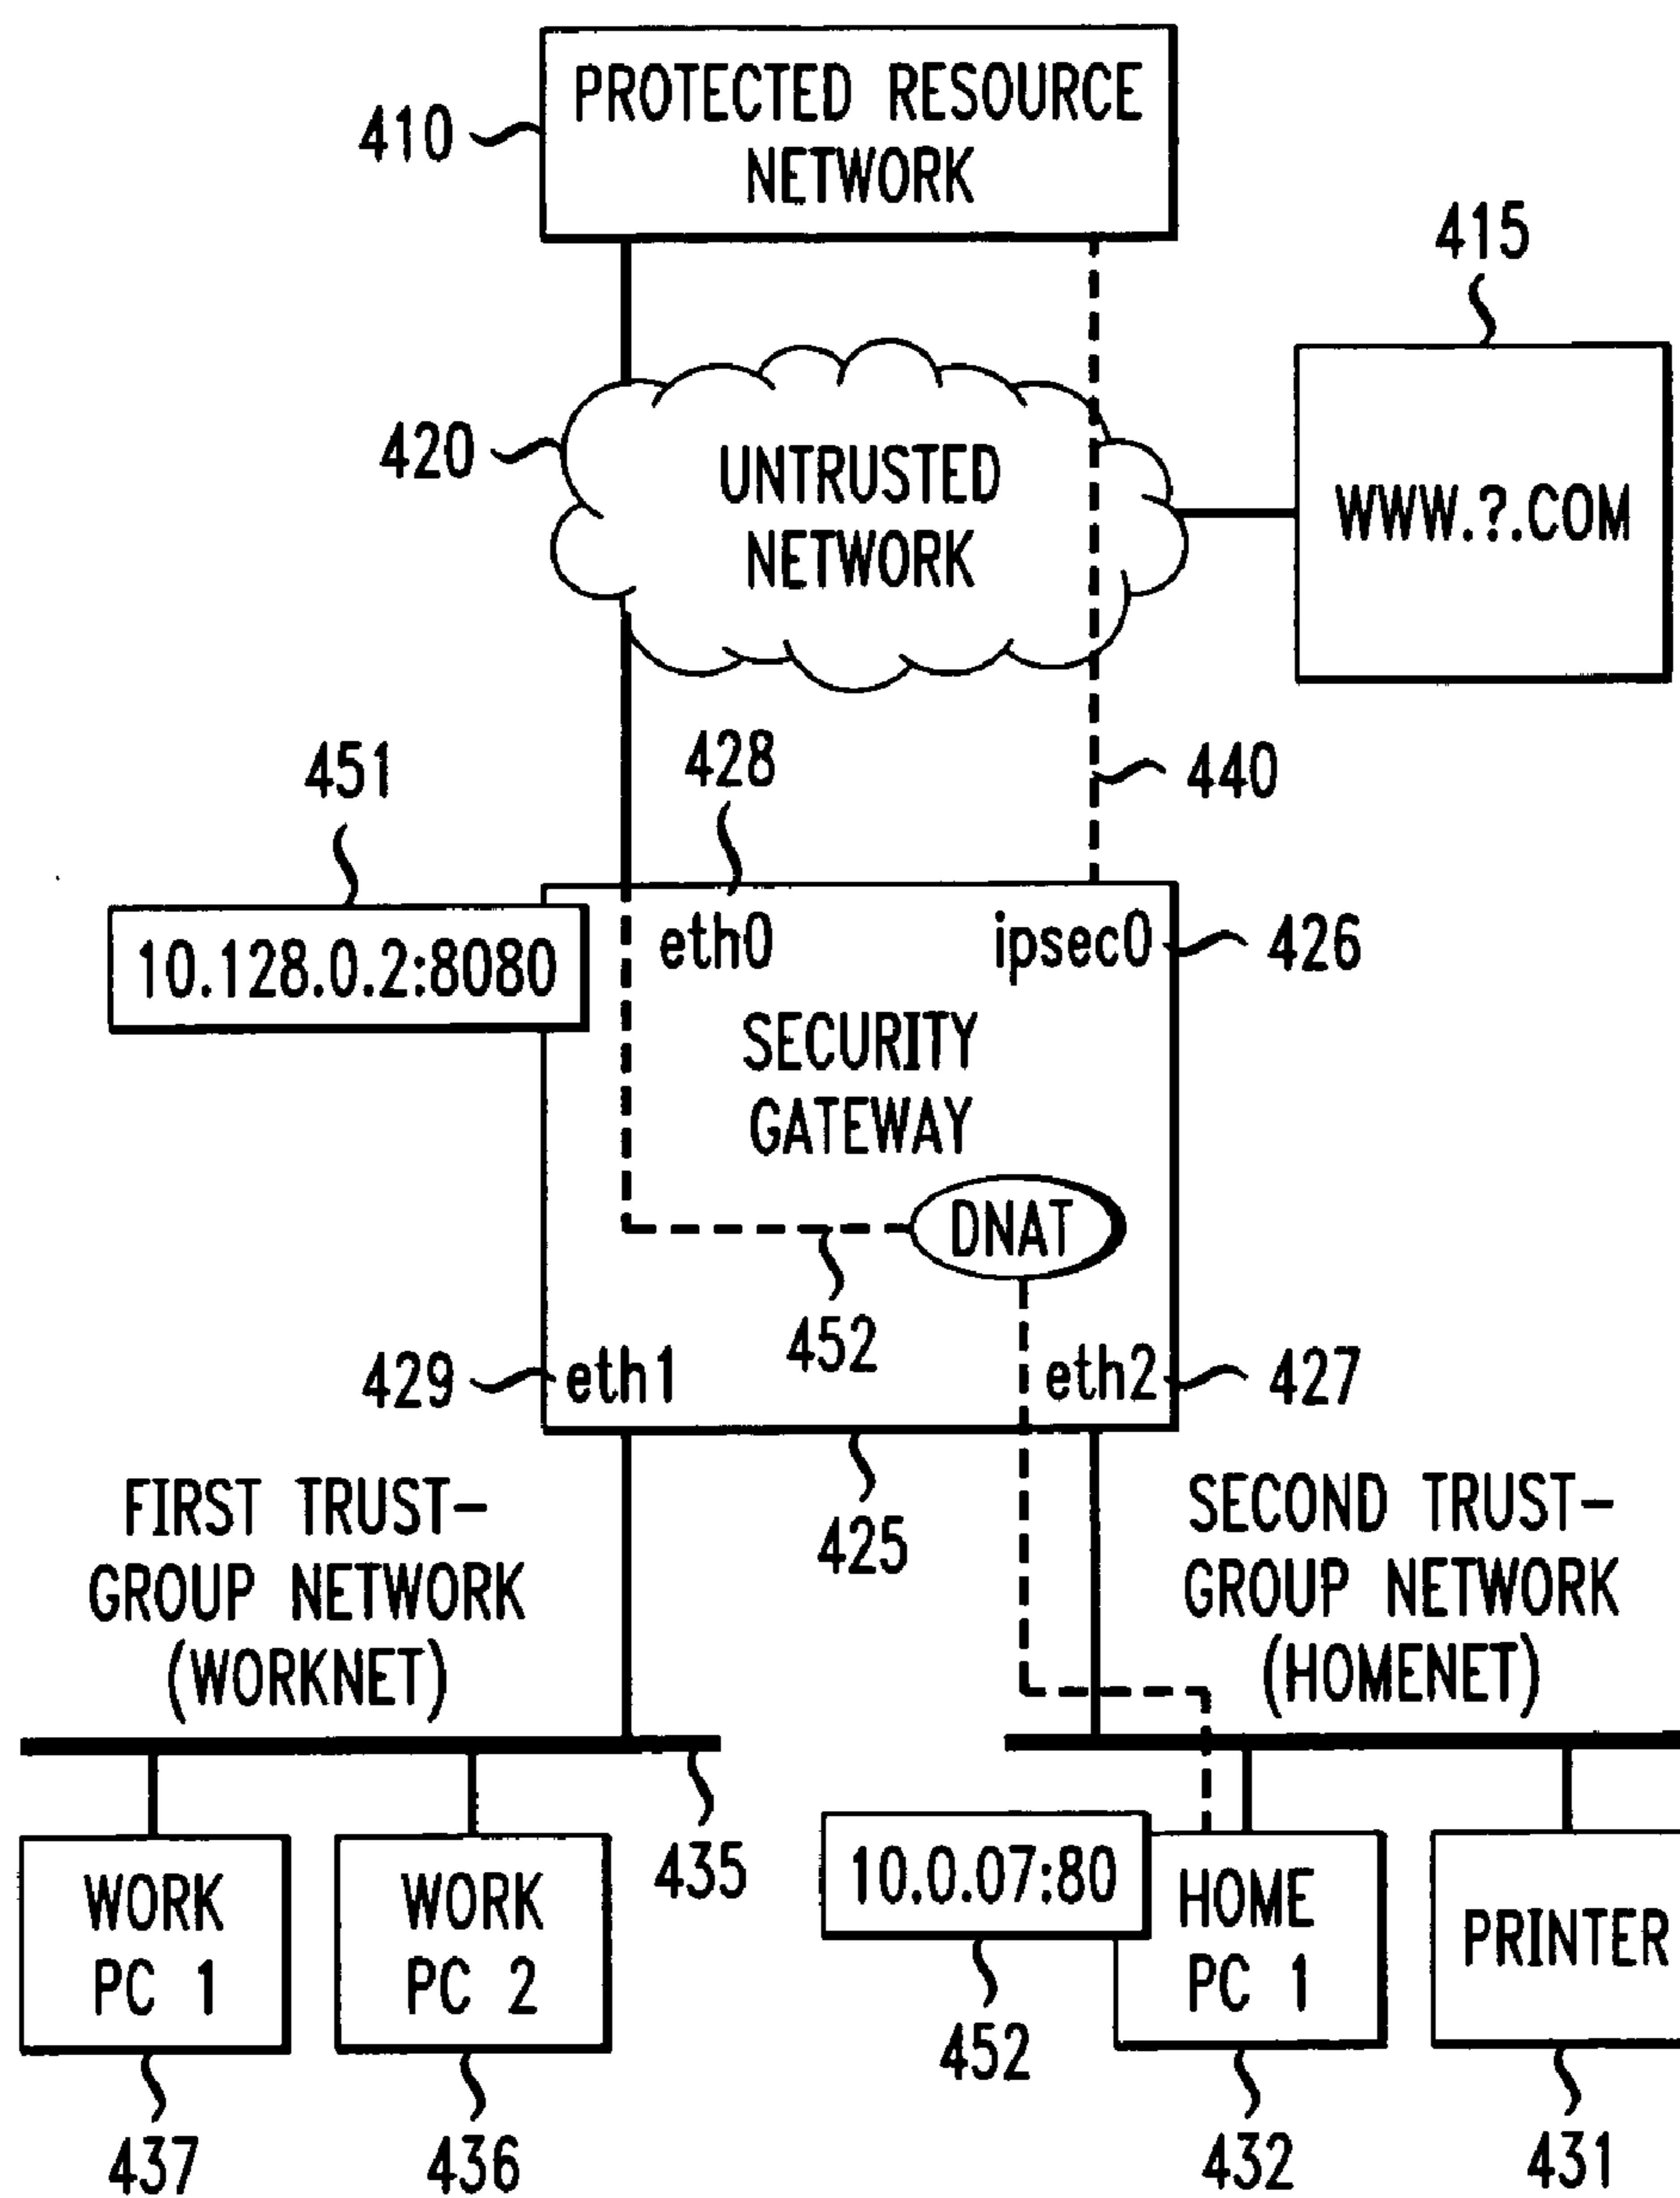 PROTECTED RESOURCE
NETWORK
410
415
WWW.?.COM
420
UNTRUSTED
NETWORK
440
451
428
10.128.0.2:8080
eth0
ipsec0
426
SECURITY
GATEWAY
DNAT
452
429
eth1
eth2
427
425
FIRST TRUST-
GROUP NETWORK
(WORKNET)
SECOND TRUST-
GROUP NETWORK
(HOMENET)
435
WORK
PC 1
WORK
PC 2
10.0.07:80
HOME
PC 1
PRINTER
452
437
436
432
431